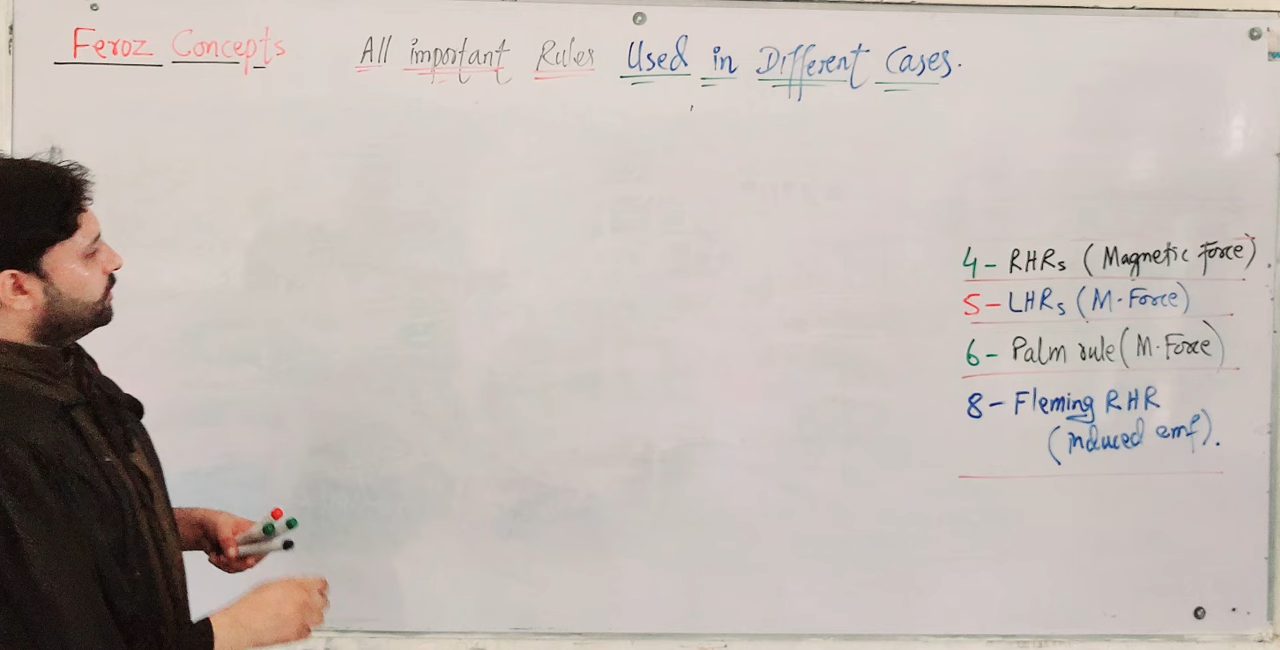 Feroz Concepts All important Rules Used in Different Cases.
4- RHRs (Magnetic Force).
5- LHRs (M.Force)
6- Palm rule (M.Force)
8- Fleming RHR
(induced emf).